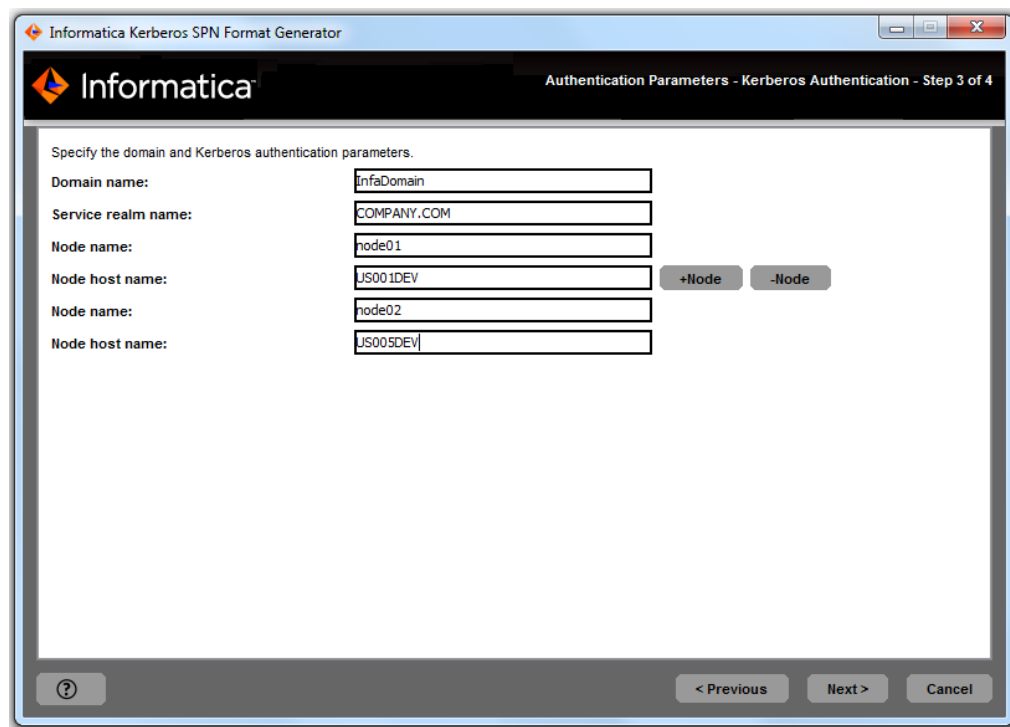 Informatica Kerberos SPN Format Generator
Informatica
Authentication Parameters - Kerberos Authentication - Step 3 of 4
Specify the domain and Kerberos authentication parameters.
Domain name: InfaDomain
Service realm name: COMPANY.COM
Node name: node01
Node host name: US001DEV +Node -Node
Node name: node02
Node host name: US005DEV
? < Previous Next > Cancel